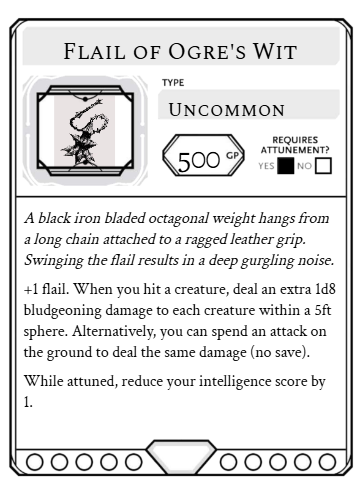 Flail of Ogre's Wit
TYPE
Uncommon
500 GP
REQUIRES
ATTUNEMENT?
YES NO
A black iron bladed octagonal weight hangs from
a long chain attached to a ragged leather grip.
Swinging the flail results in a deep gurgling noise.
+1 flail. When you hit a creature, deal an extra 1d8
bludgeoning damage to each creature within a 5ft
sphere. Alternatively, you can spend an attack on
the ground to deal the same damage (no save).
While attuned, reduce your intelligence score by
1.